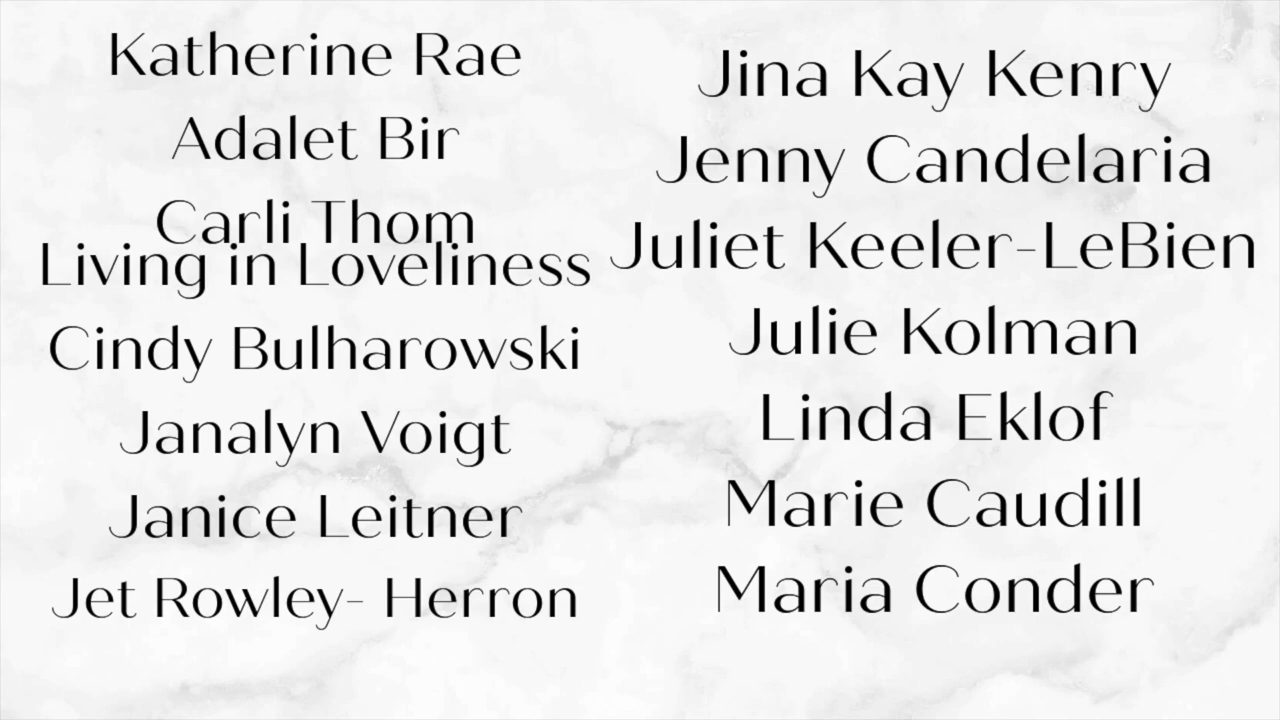 Katherine Rae
Adalet Bir
Carli Thom
Living in Loveliness
Cindy Bulharowski
Janalyn Voigt
Janice Leitner
Jet Rowley- Herron
Jina Kay Kenry
Jenny Candelaria
Juliet Keeler-LeBien
Julie Kolman
Linda Eklof
Marie Caudill
Maria Conder